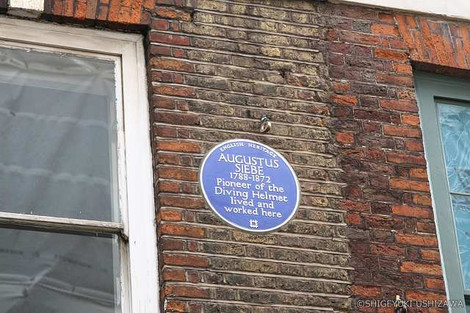 ENGLISH HERITAGE
AUGUSTUS
SIEBE
1788-1872
Pioneer of the
Diving Helmet
lived and
worked here
©SHIGEYUKI USHIZAWA